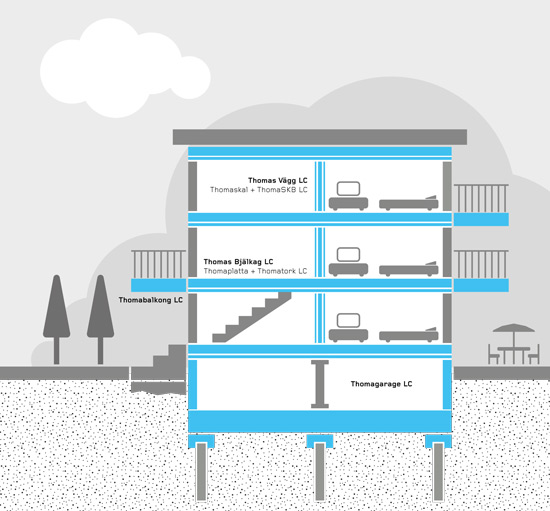 Thomas Vägg LC
Thomaskal + ThomaSKB LC
Thomas Bjälkag LC
Thomaplatta + Thomatork LC
Thomabalkong LC
Thomagarage LC